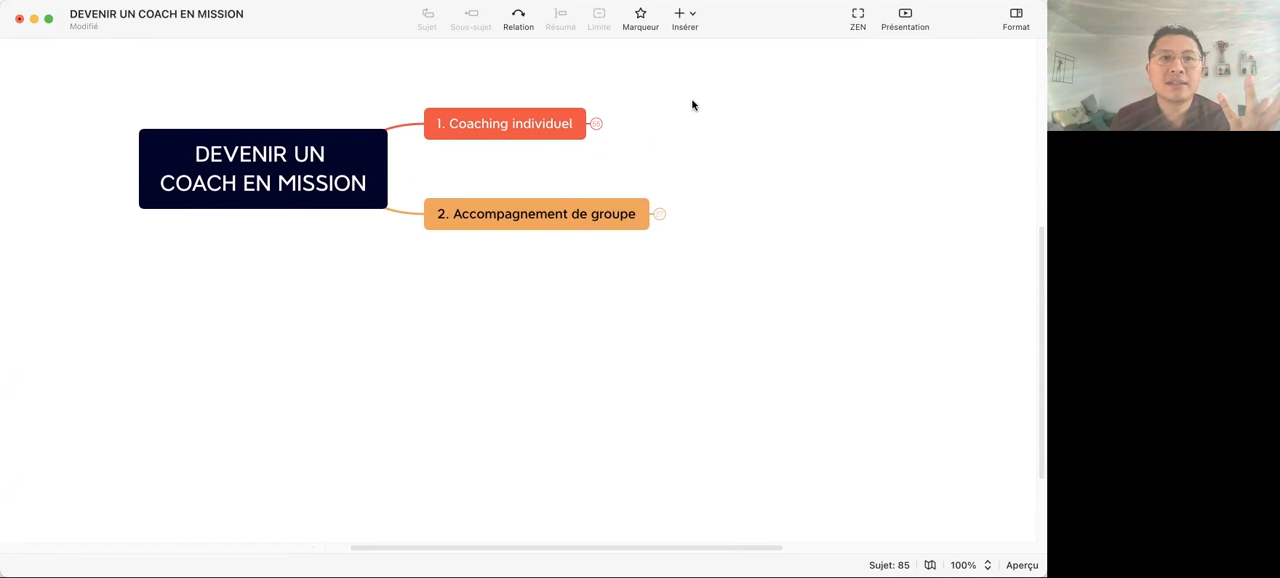 DEVENIR UN COACH EN MISSION
Modifié
Sujet
Sous-sujet
Relation
Résumé
Limite
Marqueur
Insérer
ZEN
Présentation
Format
DEVENIR UN
COACH EN MISSION
1. Coaching individuel
2. Accompagnement de groupe
27
Sujet: 85
100%
Aperçu